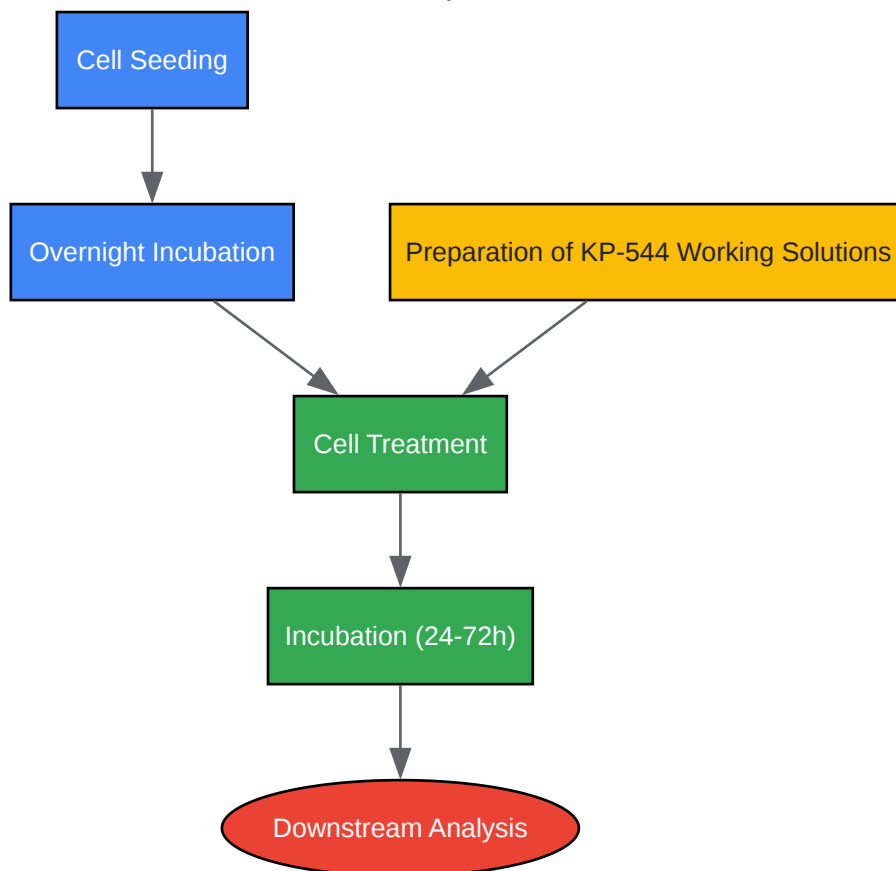 Cell Seeding
Overnight Incubation
Preparation of KP-544 Working Solutions
Cell Treatment
Incubation (24-72h)
Downstream Analysis